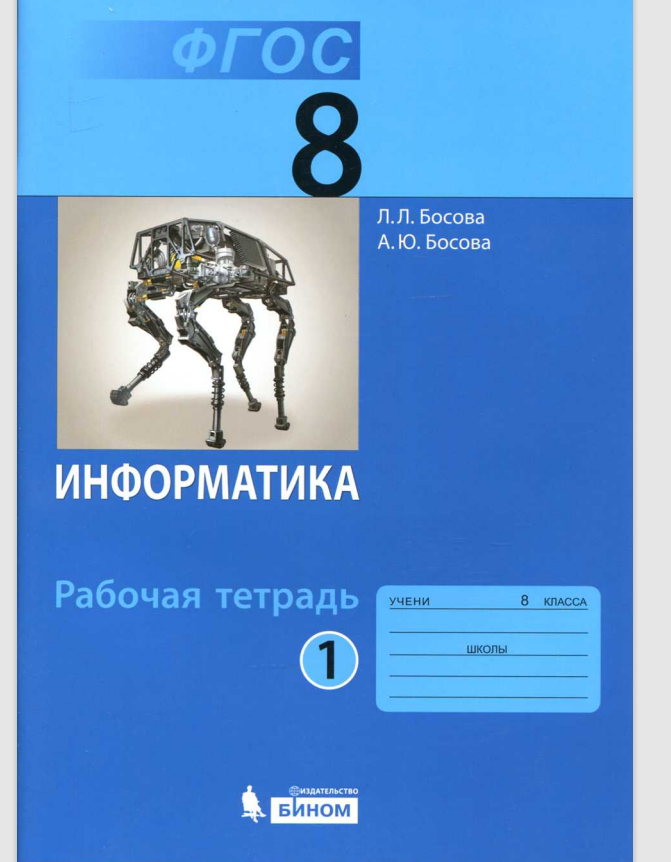 ФГОС
8
Л. Л. Босова
А. Ю. Босова
ИНФОРМАТИКА
Рабочая тетрадь
1
УЧЕНИ 8 КЛАССА
ШКОЛЫ
ИЗДАТЕЛЬСТВО
БИНОМ